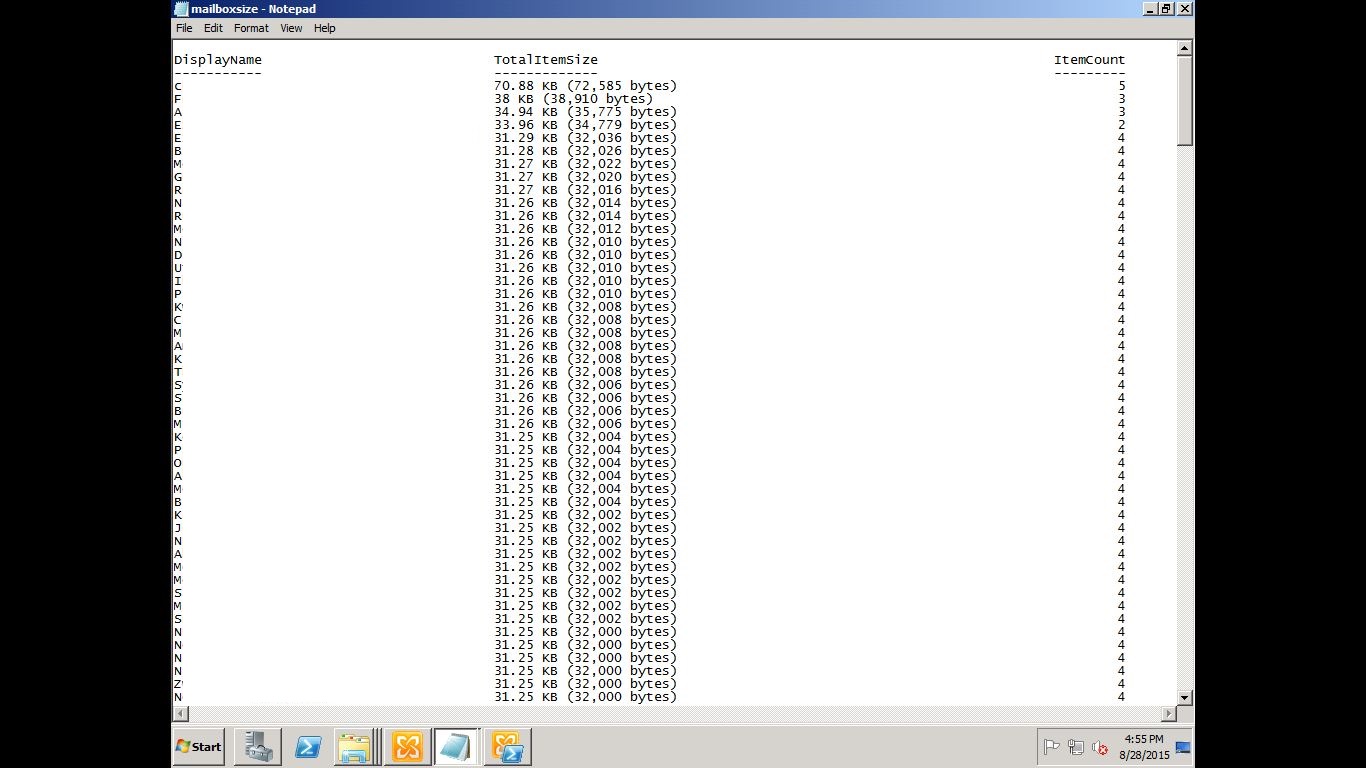 mailboxsize - Notepad
File Edit Format View Help
DisplayName TotalItemSize ItemCount
----------- ------------- ---------
C 70.88 KB (72,585 bytes) 5
F 38 KB (38,910 bytes) 3
A 34.94 KB (35,775 bytes) 3
E 33.96 KB (34,779 bytes) 2
E 31.29 KB (32,036 bytes) 4
B 31.28 KB (32,026 bytes) 4
M 31.27 KB (32,022 bytes) 4
G 31.27 KB (32,020 bytes) 4
R 31.27 KB (32,016 bytes) 4
N 31.26 KB (32,014 bytes) 4
R 31.26 KB (32,014 bytes) 4
M 31.26 KB (32,012 bytes) 4
N 31.26 KB (32,010 bytes) 4
D 31.26 KB (32,010 bytes) 4
U 31.26 KB (32,010 bytes) 4
I 31.26 KB (32,010 bytes) 4
P 31.26 KB (32,010 bytes) 4
K 31.26 KB (32,008 bytes) 4
C 31.26 KB (32,008 bytes) 4
M 31.26 KB (32,008 bytes) 4
A 31.26 KB (32,008 bytes) 4
K 31.26 KB (32,008 bytes) 4
T 31.26 KB (32,008 bytes) 4
S 31.26 KB (32,006 bytes) 4
S 31.26 KB (32,006 bytes) 4
B 31.26 KB (32,006 bytes) 4
M 31.26 KB (32,006 bytes) 4
K 31.25 KB (32,004 bytes) 4
P 31.25 KB (32,004 bytes) 4
O 31.25 KB (32,004 bytes) 4
A 31.25 KB (32,004 bytes) 4
M 31.25 KB (32,004 bytes) 4
B 31.25 KB (32,004 bytes) 4
K 31.25 KB (32,002 bytes) 4
J 31.25 KB (32,002 bytes) 4
N 31.25 KB (32,002 bytes) 4
A 31.25 KB (32,002 bytes) 4
M 31.25 KB (32,002 bytes) 4
M 31.25 KB (32,002 bytes) 4
S 31.25 KB (32,002 bytes) 4
M 31.25 KB (32,002 bytes) 4
S 31.25 KB (32,002 bytes) 4
N 31.25 KB (32,000 bytes) 4
N 31.25 KB (32,000 bytes) 4
N 31.25 KB (32,000 bytes) 4
N 31.25 KB (32,000 bytes) 4
Z 31.25 KB (32,000 bytes) 4
N 31.25 KB (32,000 bytes) 4
Start
4:55 PM
8/28/2015